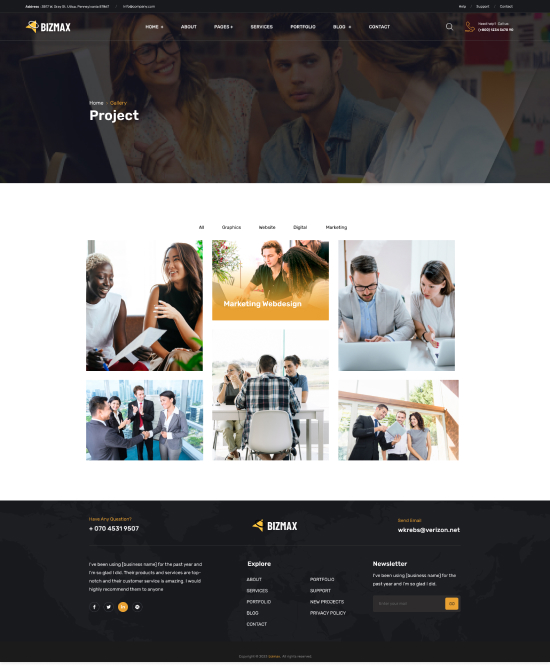 Address : 3517 W. Gray St. Utica, Pennsylvania 57867
info@company.com
Help / Support / Contact
BIZMAX
HOME + ABOUT PAGES + SERVICES PORTFOLIO BLOG + CONTACT
Need help? Call us:
(+800) 1234 5678 90
Home - Gallery
Project
All Graphics Website Digital Marketing
Marketing Webdesign
Have Any Question?
+ 070 4531 9507
BIZMAX
Send Email
wkrebs@verizon.net
I've been using [business name] for the past year and
I'm so glad I did. Their products and services are top-
notch and their customer service is amazing. I would
highly recommend them to anyone
Explore
ABOUT
SERVICES
PORTFOLIO
BLOG
CONTACT
PORTFOLIO
SUPPORT
NEW PROJECTS
PRIVACY POLICY
Newsletter
I've been using [business name] for the
past year and I'm so glad I did.
Enter your mail
GO
Copyright © 2023 bizmax. All rights reserved.